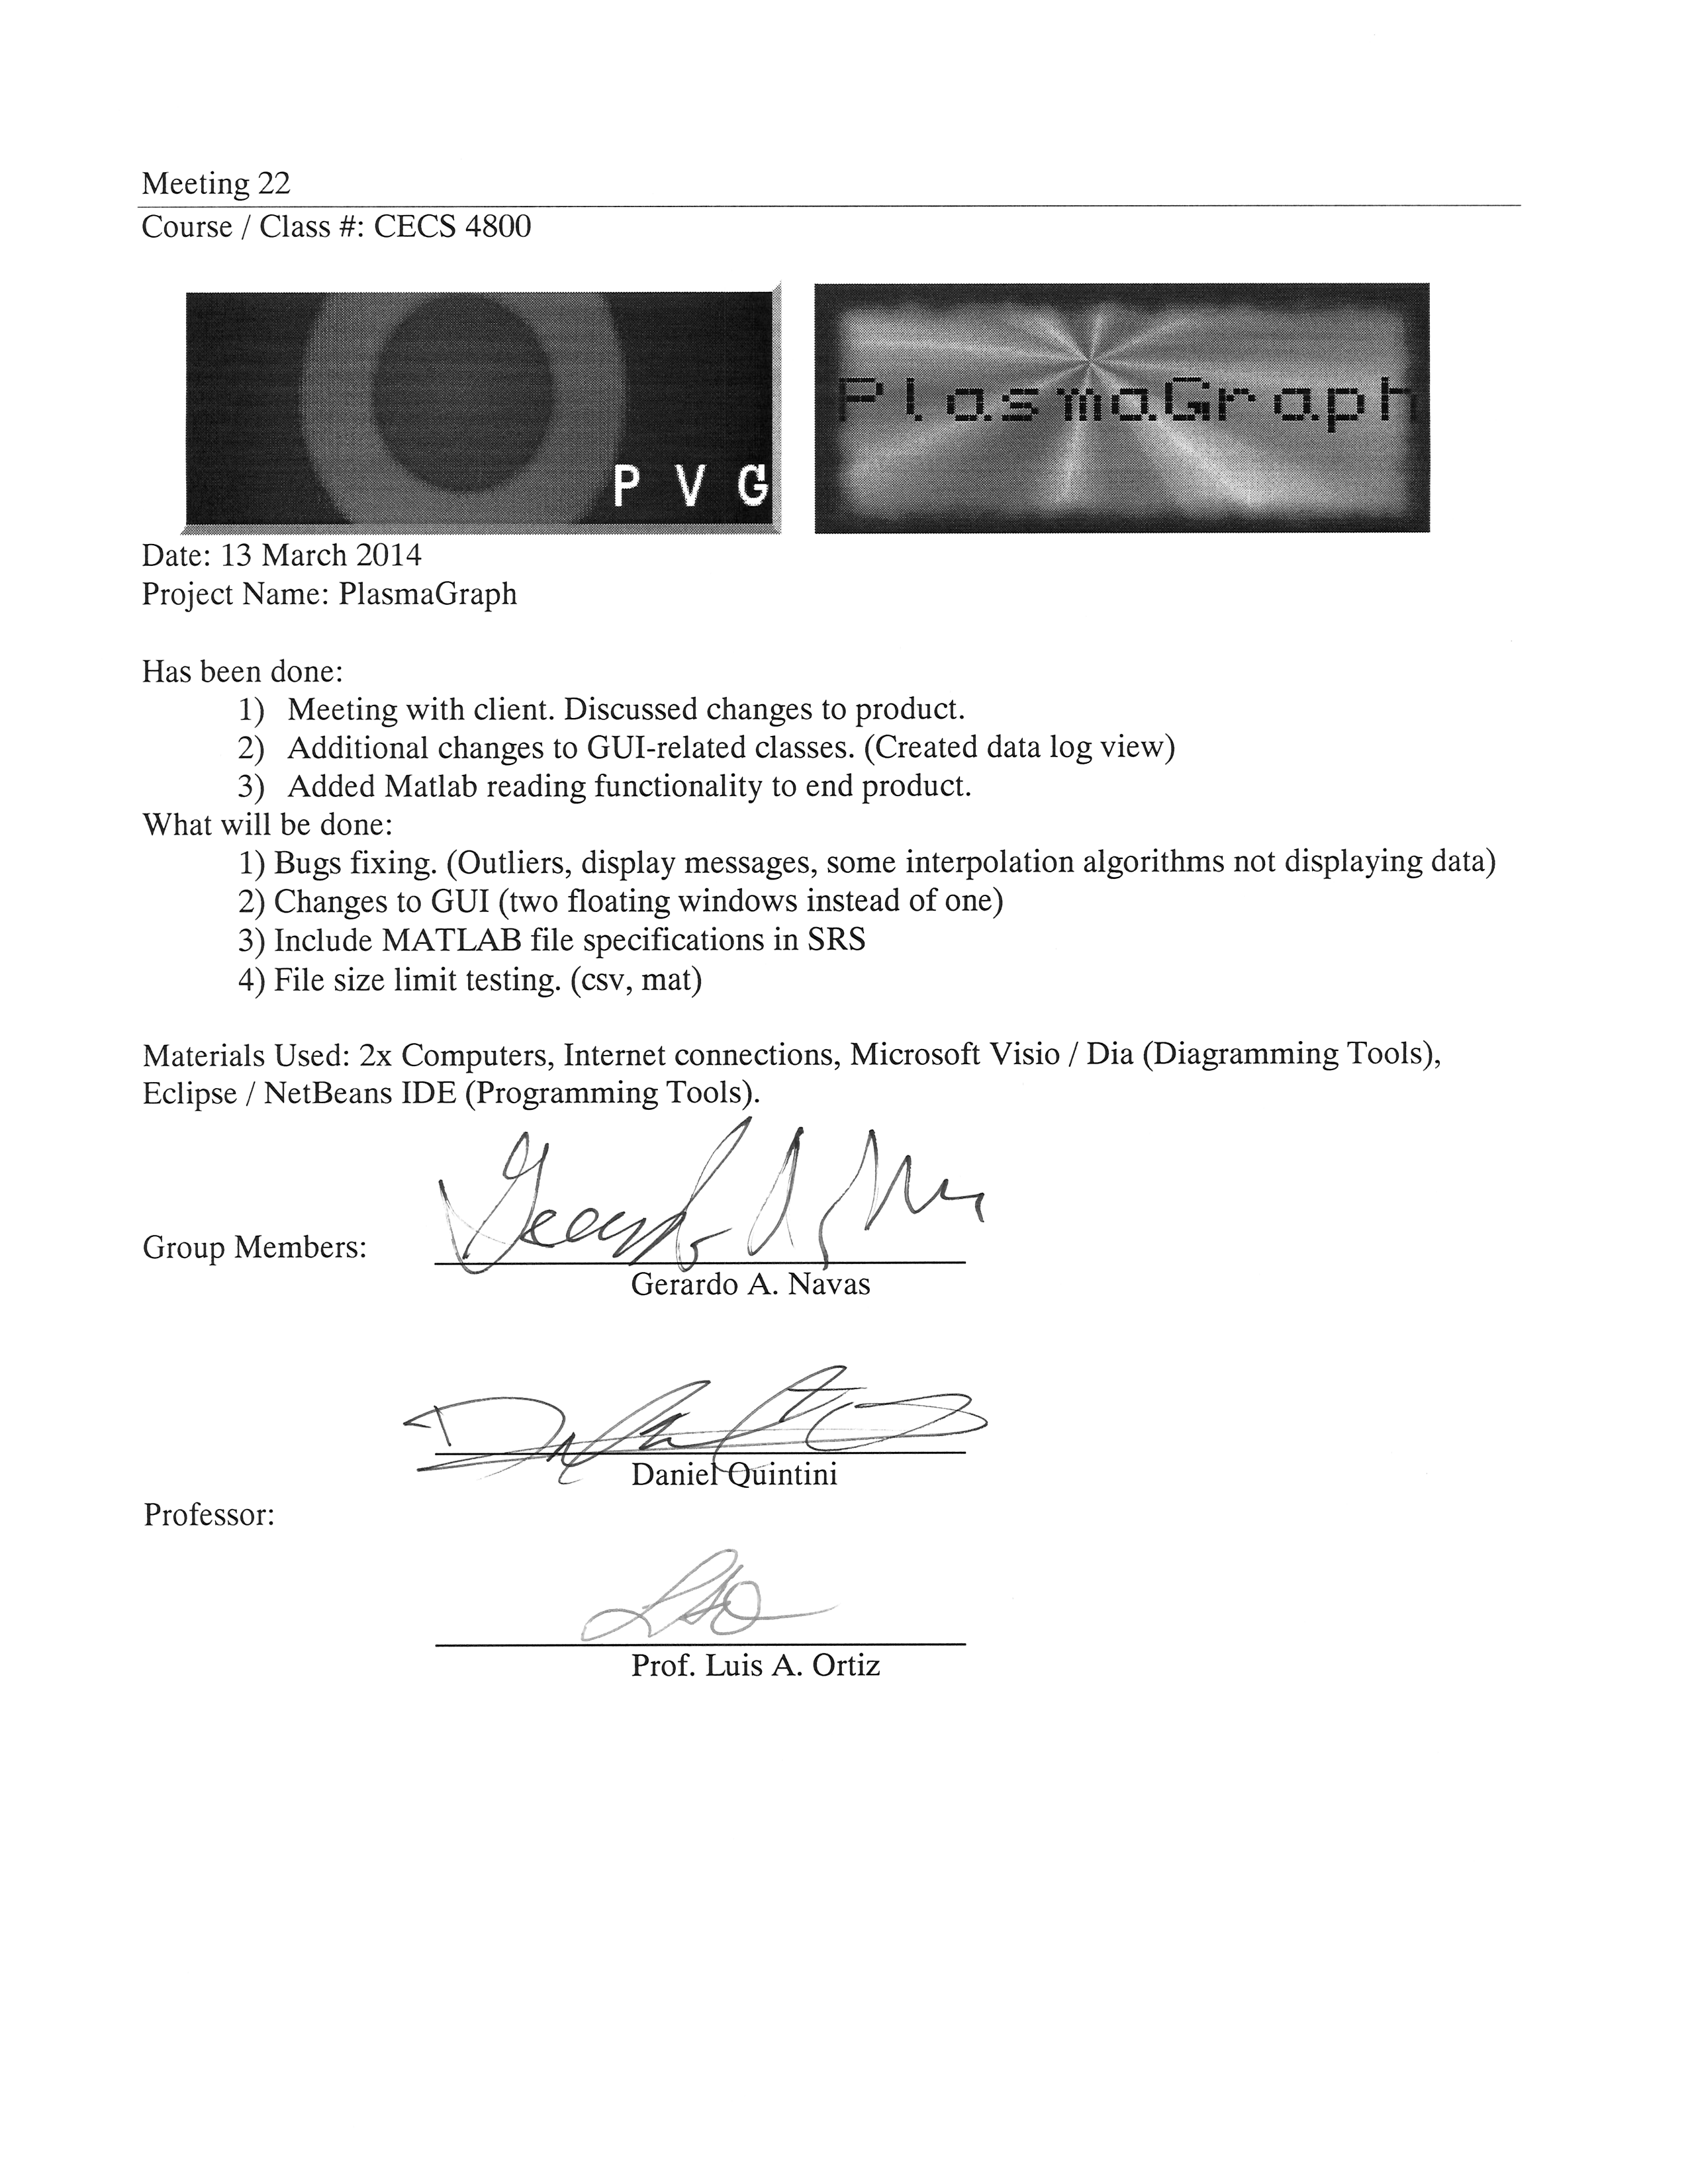 Meeting 22
Course / Class #: CECS 4800
P V G
PlasmaGraph
Date: 13 March 2014
Project Name: PlasmaGraph
Has been done:
1) Meeting with client. Discussed changes to product.
2) Additional changes to GUI-related classes. (Created data log view)
3) Added Matlab reading functionality to end product.
What will be done:
1) Bugs fixing. (Outliers, display messages, some interpolation algorithms not displaying data)
2) Changes to GUI (two floating windows instead of one)
3) Include MATLAB file specifications in SRS
4) File size limit testing. (csv, mat)
Materials Used: 2x Computers, Internet connections, Microsoft Visio / Dia (Diagramming Tools),
Eclipse / NetBeans IDE (Programming Tools).
Group Members:
Gerardo A. Navas
Daniel Quintini
Professor:
Prof. Luis A. Ortiz